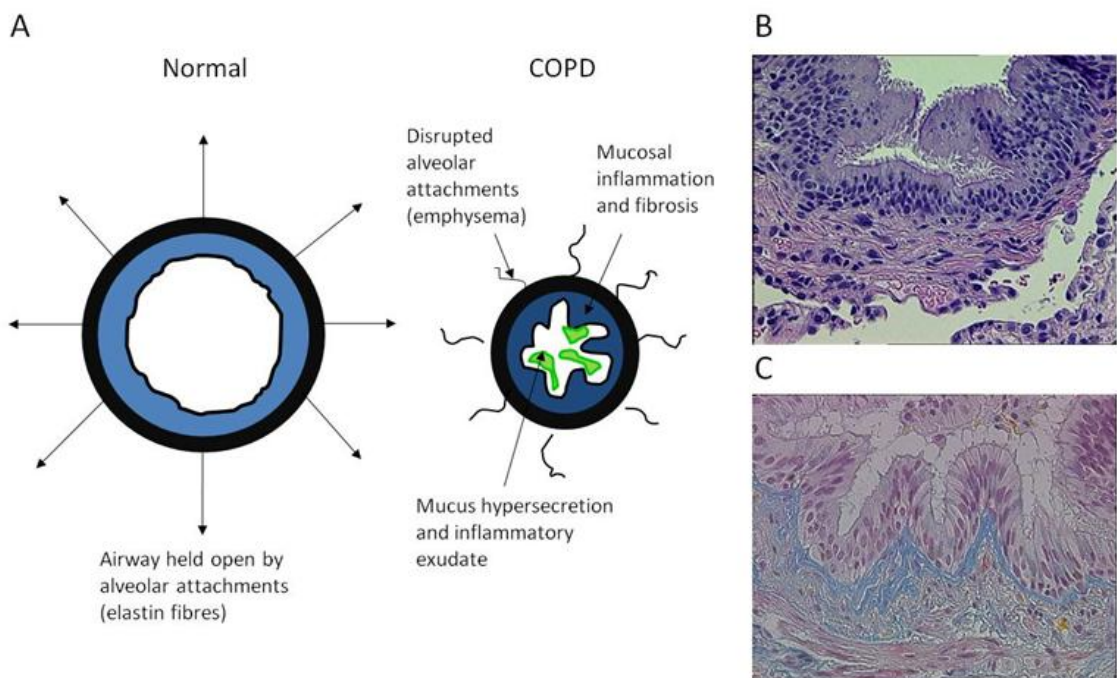 A
Normal
COPD
Disrupted
alveolar
attachments
(emphysema)
Mucosal
inflammation
and fibrosis
Mucus hypersecretion
and inflammatory
exudate
Airway held open by
alveolar attachments
(elastin fibres)
B
C